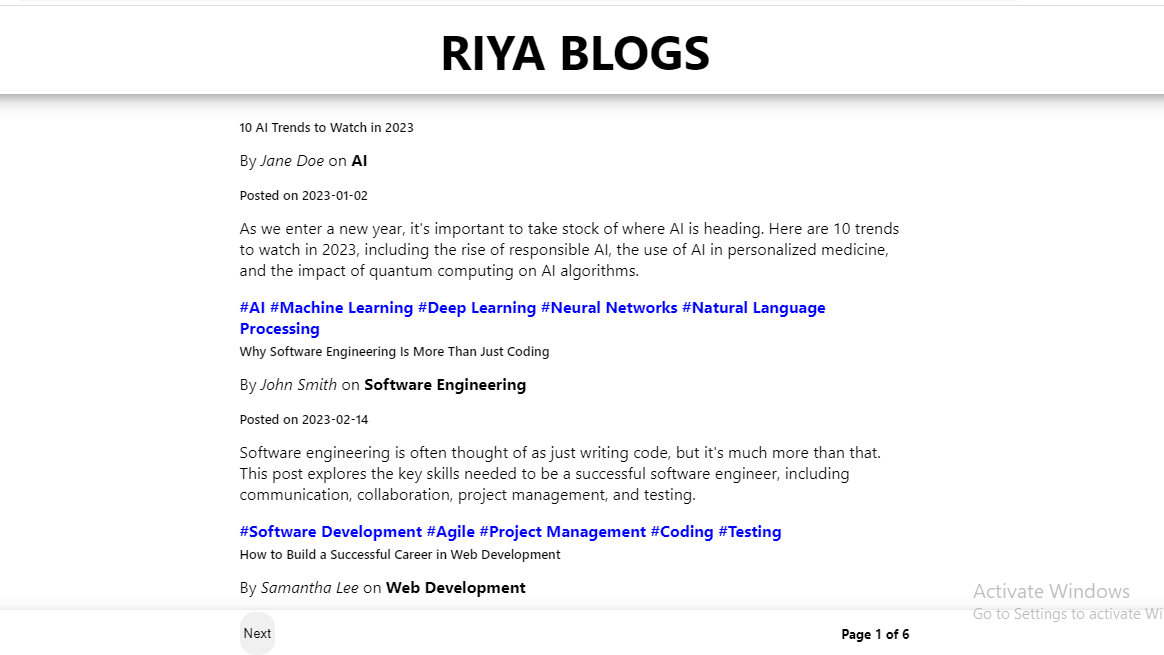 RIYA BLOGS
10 AI Trends to Watch in 2023
By Jane Doe on AI
Posted on 2023-01-02
As we enter a new year, it's important to take stock of where AI is heading. Here are 10 trends
to watch in 2023, including the rise of responsible AI, the use of AI in personalized medicine,
and the impact of quantum computing on AI algorithms.
#AI #Machine Learning #Deep Learning #Neural Networks #Natural Language
Processing
Why Software Engineering Is More Than Just Coding
By John Smith on Software Engineering
Posted on 2023-02-14
Software engineering is often thought of as just writing code, but it's much more than that.
This post explores the key skills needed to be a successful software engineer, including
communication, collaboration, project management, and testing.
#Software Development #Agile #Project Management #Coding #Testing
How to Build a Successful Career in Web Development
By Samantha Lee on Web Development
Activate Windows
Go to Settings to activate Wi
Next
Page 1 of 6